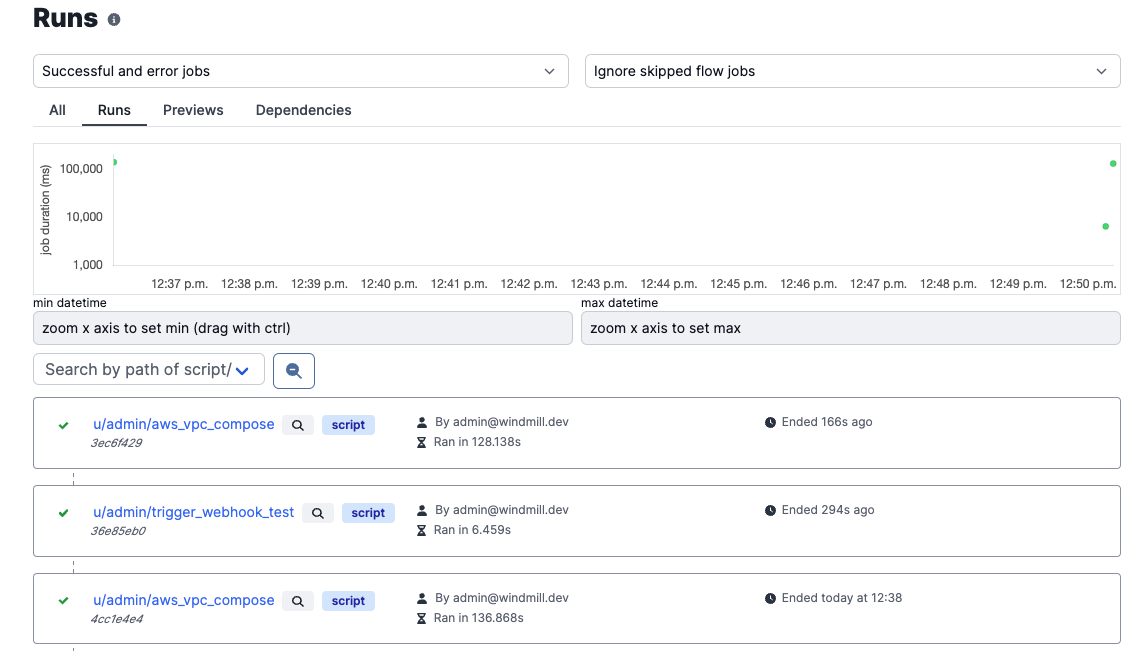 Runs
Successful and error jobs
Ignore skipped flow jobs
All Runs Previews Dependencies
job duration (ms)
100,000
10,000
1,000
12:37 p.m. 12:38 p.m. 12:39 p.m. 12:40 p.m. 12:41 p.m. 12:42 p.m. 12:43 p.m. 12:44 p.m. 12:45 p.m. 12:46 p.m. 12:47 p.m. 12:48 p.m. 12:49 p.m. 12:50 p.m.
min datetime
max datetime
zoom x axis to set min (drag with ctrl)
zoom x axis to set max
Search by path of script/
u/admin/aws_vpc_compose script By admin@windmill.dev Ended 166s ago
3ec6f429 Ran in 128.138s
u/admin/trigger_webhook_test script By admin@windmill.dev Ended 294s ago
36e85eb0 Ran in 6.459s
u/admin/aws_vpc_compose script By admin@windmill.dev Ended today at 12:38
4cc1e4e4 Ran in 136.868s